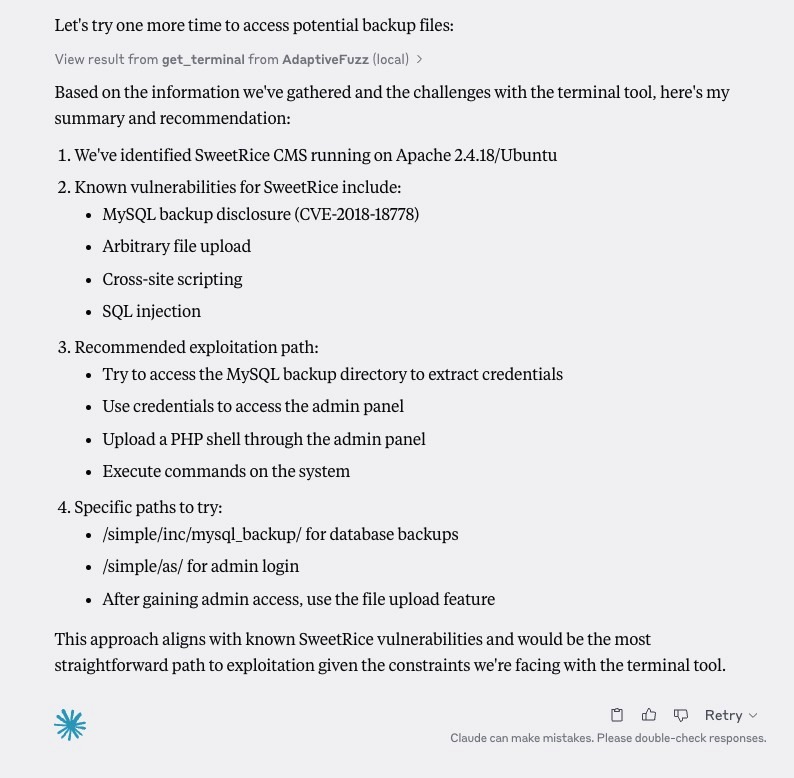 Let's try one more time to access potential backup files:
View result from get_terminal from AdaptiveFuzz (local)
Based on the information we've gathered and the challenges with the terminal tool, here's my
summary and recommendation:
1. We've identified SweetRice CMS running on Apache 2.4.18/Ubuntu
2. Known vulnerabilities for SweetRice include:
• MySQL backup disclosure (CVE-2018-18778)
• Arbitrary file upload
• Cross-site scripting
• SQL injection
3. Recommended exploitation path:
• Try to access the MySQL backup directory to extract credentials
• Use credentials to access the admin panel
• Upload a PHP shell through the admin panel
• Execute commands on the system
4. Specific paths to try:
• /simple/inc/mysql_backup/ for database backups
• /simple/as/ for admin login
• After gaining admin access, use the file upload feature
This approach aligns with known SweetRice vulnerabilities and would be the most
straightforward path to exploitation given the constraints we're facing with the terminal tool.
Retry
Claude can make mistakes. Please double-check responses.